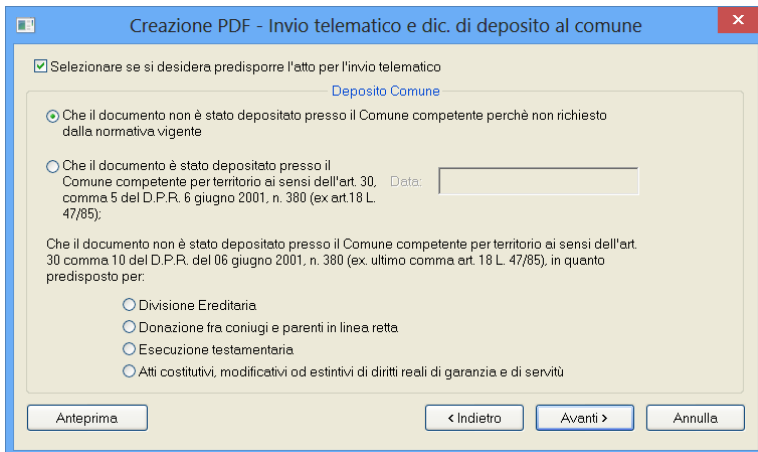 Creazione PDF - Invio telematico e dic. di deposito al comune
Selezionare se si desidera predisporre l'atto per l'invio telematico
Deposito Comune
Che il documento non è stato depositato presso il Comune competente perchè non richiesto
dalla normativa vigente
Che il documento è stato depositato presso il
Comune competente per territorio ai sensi dell'art. 30,
comma 5 del D.P.R. 6 giugno 2001, n. 380 (ex art.18 L.
47/85);
Data:
Che il documento non è stato depositato presso il Comune competente per territorio ai sensi dell'art.
30 comma 10 del D.P.R. del 06 giugno 2001, n. 380 (ex. ultimo comma art. 18 L. 47/85), in quanto
predisposto per:
Divisione Ereditaria
Donazione fra coniugi e parenti in linea retta
Esecuzione testamentaria
Atti costitutivi, modificativi od estintivi di diritti reali di garanzia e di servitù
Anteprima
< Indietro
Avanti >
Annulla